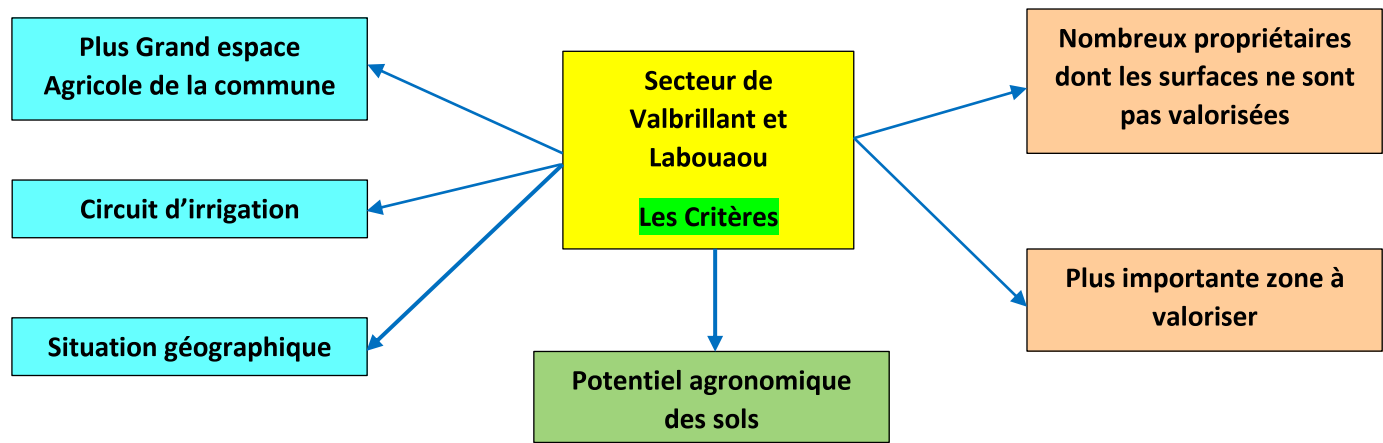 Plus Grand espace
Agricole de la commune
Circuit d’irrigation
Situation géographique
Secteur de
Valbrillant et
Labouaou
Les Critères
Potentiel agronomique
des sols
Nombreux propriétaires
dont les surfaces ne sont
pas valorisées
Plus importante zone à
valoriser